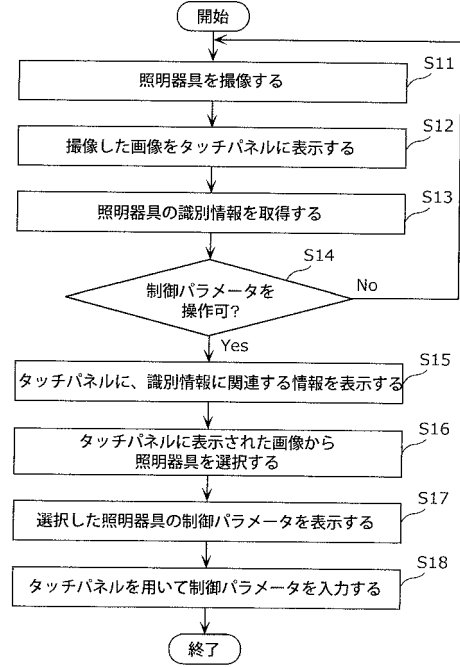 開始
照明器具を撮像する
S11
撮像した画像をタッチパネルに表示する
S12
照明器具の識別情報を取得する
S13
S14
制御パラメータを
操作可?
No
Yes
タッチパネルに、識別情報に関連する情報を表示する
S15
タッチパネルに表示された画像から
照明器具を選択する
S16
選択した照明器具の制御パラメータを表示する
S17
タッチパネルを用いて制御パラメータを入力する
S18
終了